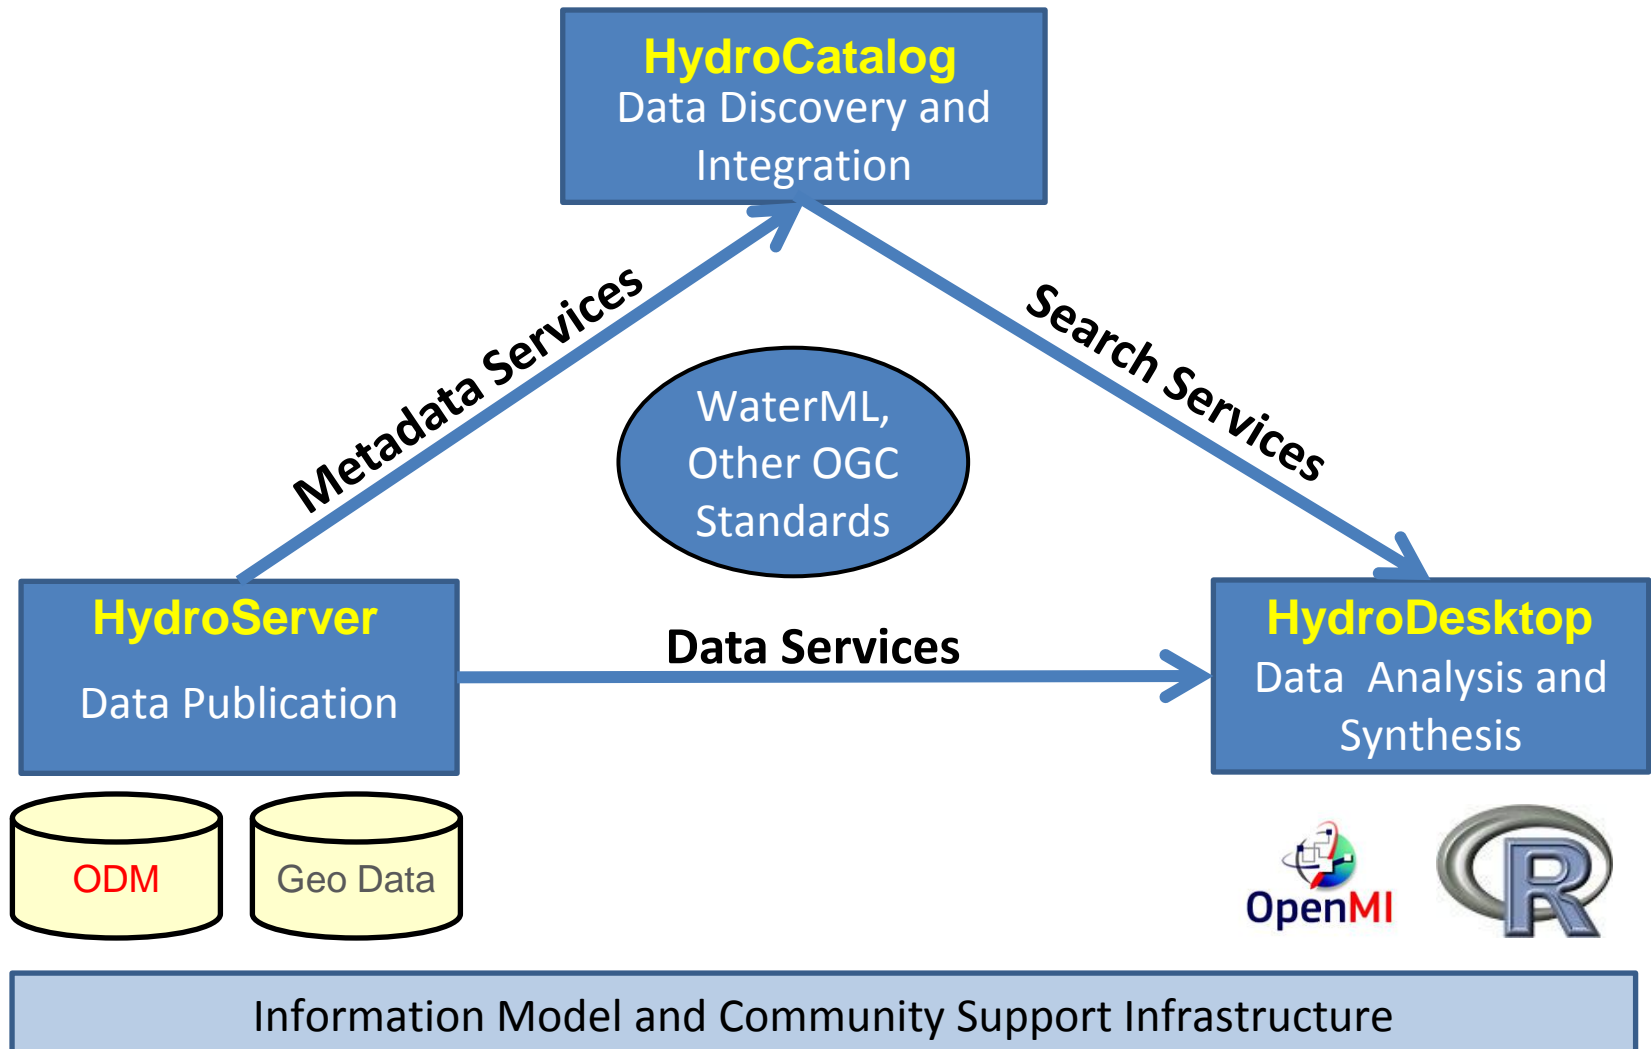 HydroCatalog
Data Discovery and
Integration
Metadata Services
Search Services
WaterML,
Other OGC
Standards
HydroServer
Data Publication
Data Services
HydroDesktop
Data  Analysis and
Synthesis
ODM
Geo Data
OpenMI
R
Information Model and Community Support Infrastructure